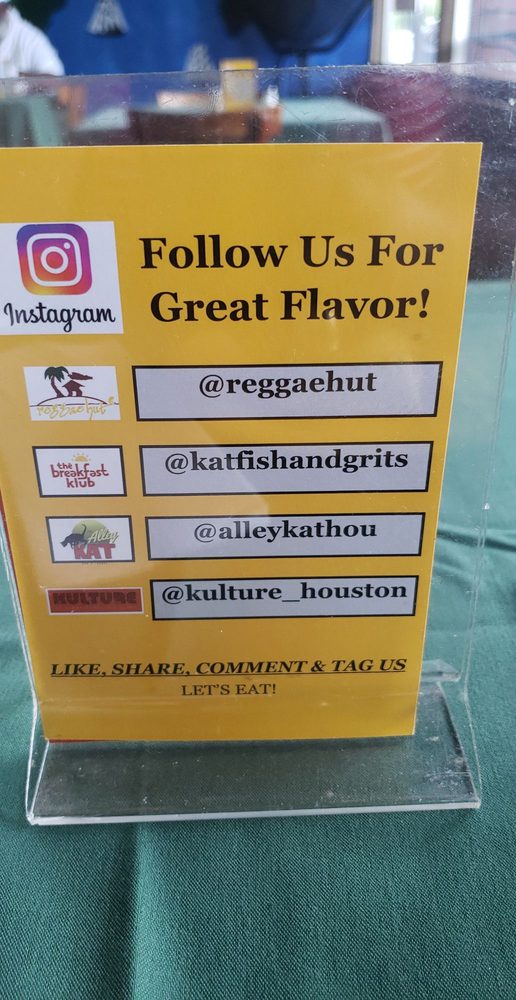 Follow Us For
Great Flavor!
Instagram
reggae hut
@reggaehut
the
breakfast
klub
@katfishandgrits
Alley
KAT
@alleykathou
KULTURE
@kulture_houston
LIKE, SHARE, COMMENT & TAG US
LET'S EAT!